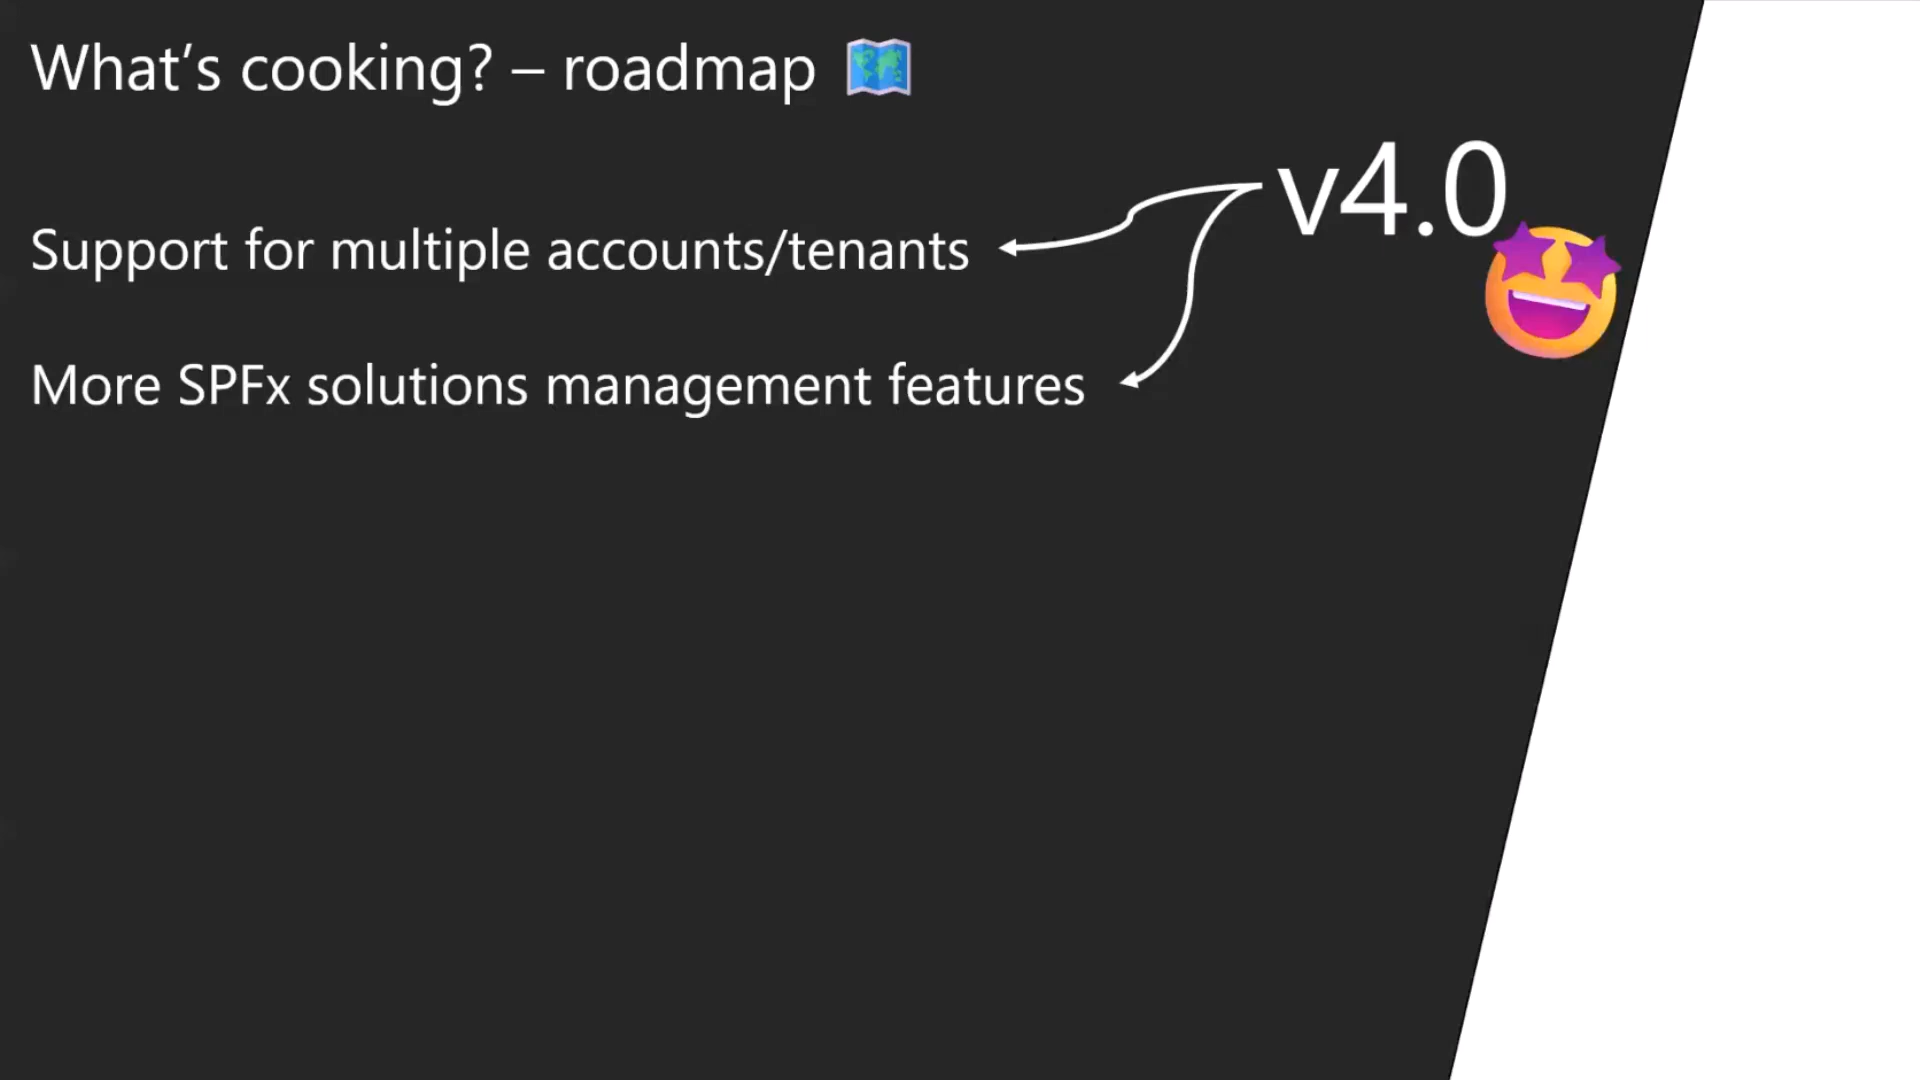 What’s cooking? – roadmap
v4.0
Support for multiple accounts/tenants
More SPFx solutions management features